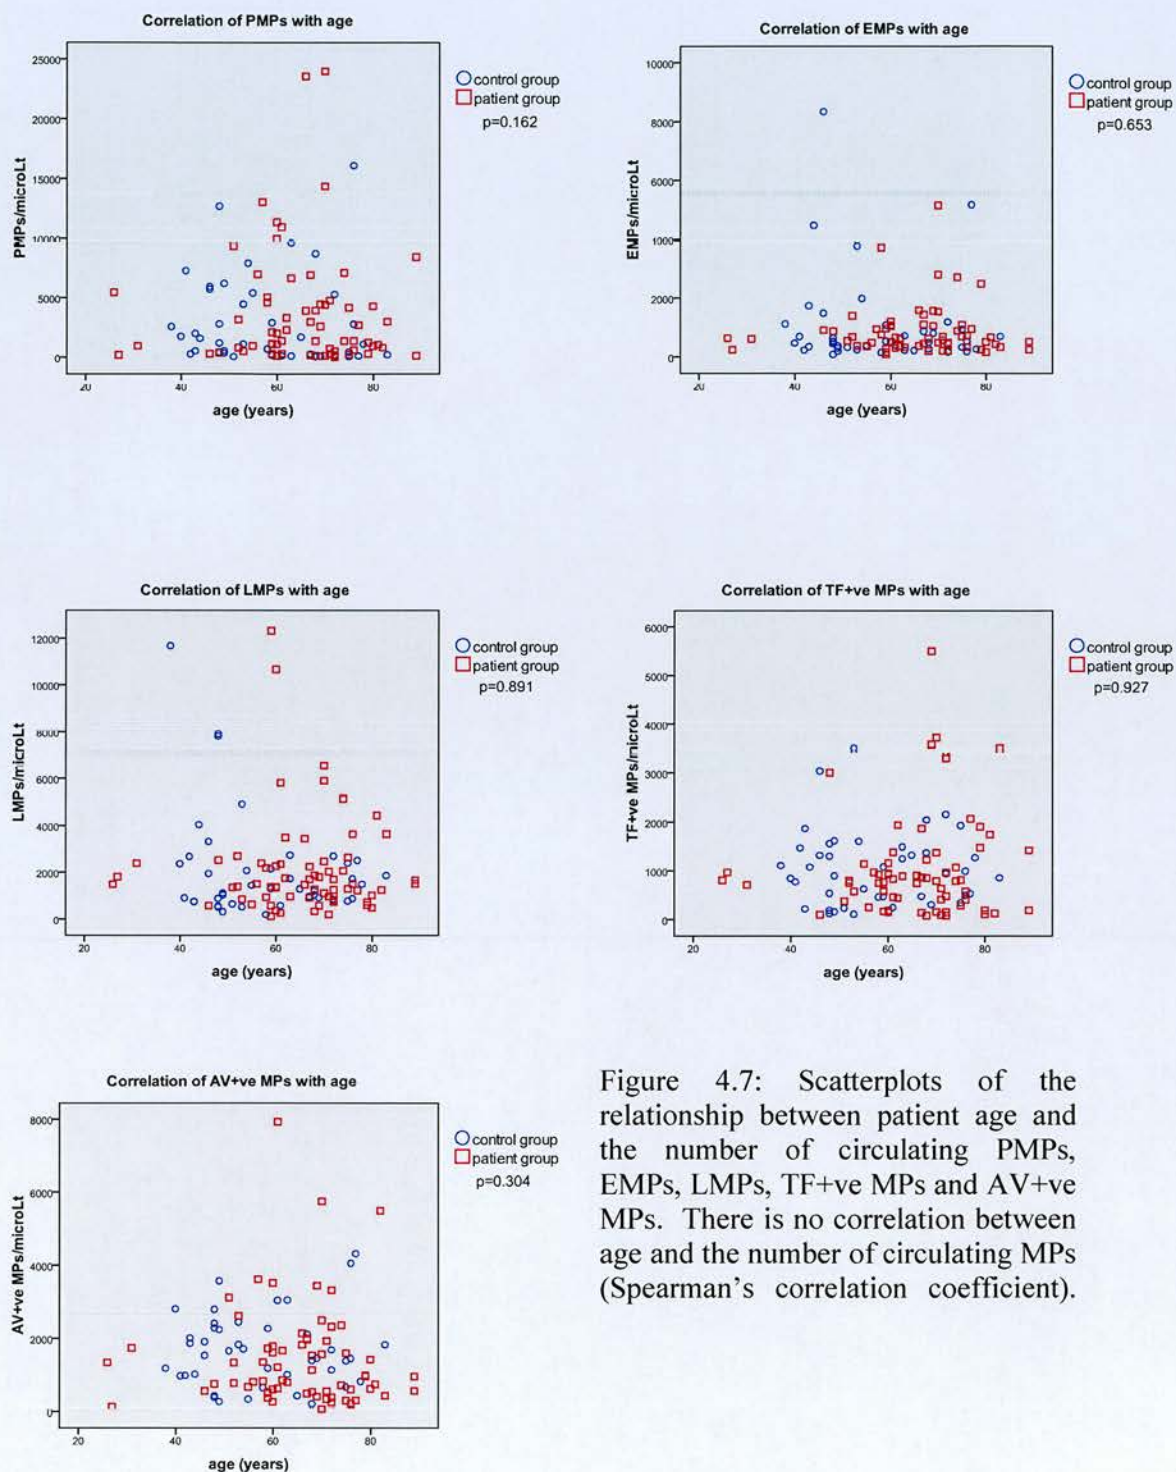 Correlation of PMPs with age
25000
20000
15000
10000
5000
0
PMPs/microLt
20 40 60 80
age (years)
control group
patient group
p=0.162
Correlation of EMPs with age
10000
8000
6000
4000
2000
0
EMPs/microLt
20 40 60 80
age (years)
control group
patient group
p=0.653
Correlation of LMPs with age
12000
10000
8000
6000
4000
2000
0
LMPs/microLt
20 40 60 80
age (years)
control group
patient group
p=0.891
Correlation of TF+ve MPs with age
6000
5000
4000
3000
2000
1000
0
TF+ve MPs/microLt
20 40 60 80
age (years)
control group
patient group
p=0.927
Correlation of AV+ve MPs with age
8000
6000
4000
2000
0
AV+ve MPs/microLt
20 40 60 80
age (years)
control group
patient group
p=0.304
Figure 4.7: Scatterplots of the
relationship between patient age and
the number of circulating PMPs,
EMPs, LMPs, TF+ve MPs and AV+ve
MPs. There is no correlation between
age and the number of circulating MPs
(Spearman's correlation coefficient).